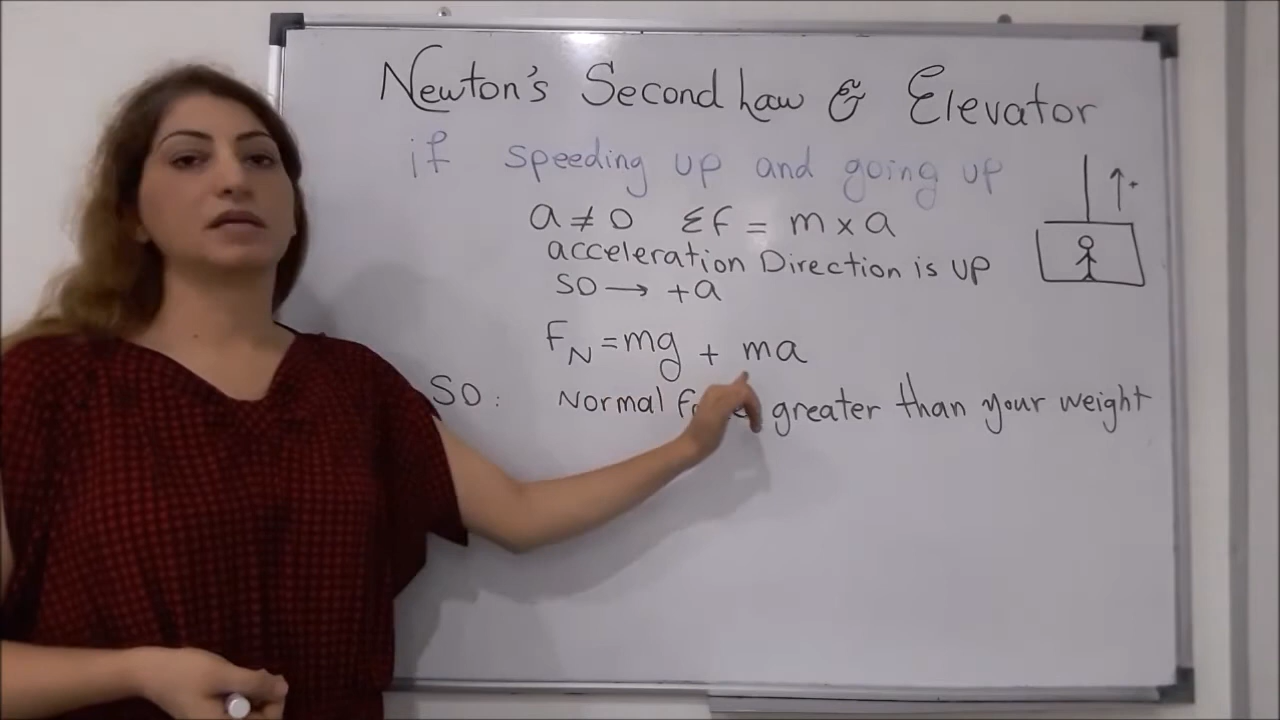 Newton's Second Law & Elevator
if speeding up and going up
a ≠ 0 ΣF = m x a
acceleration Direction is up
so → +a
F_N = mg + ma
SO: Normal greater than your weight
↑+